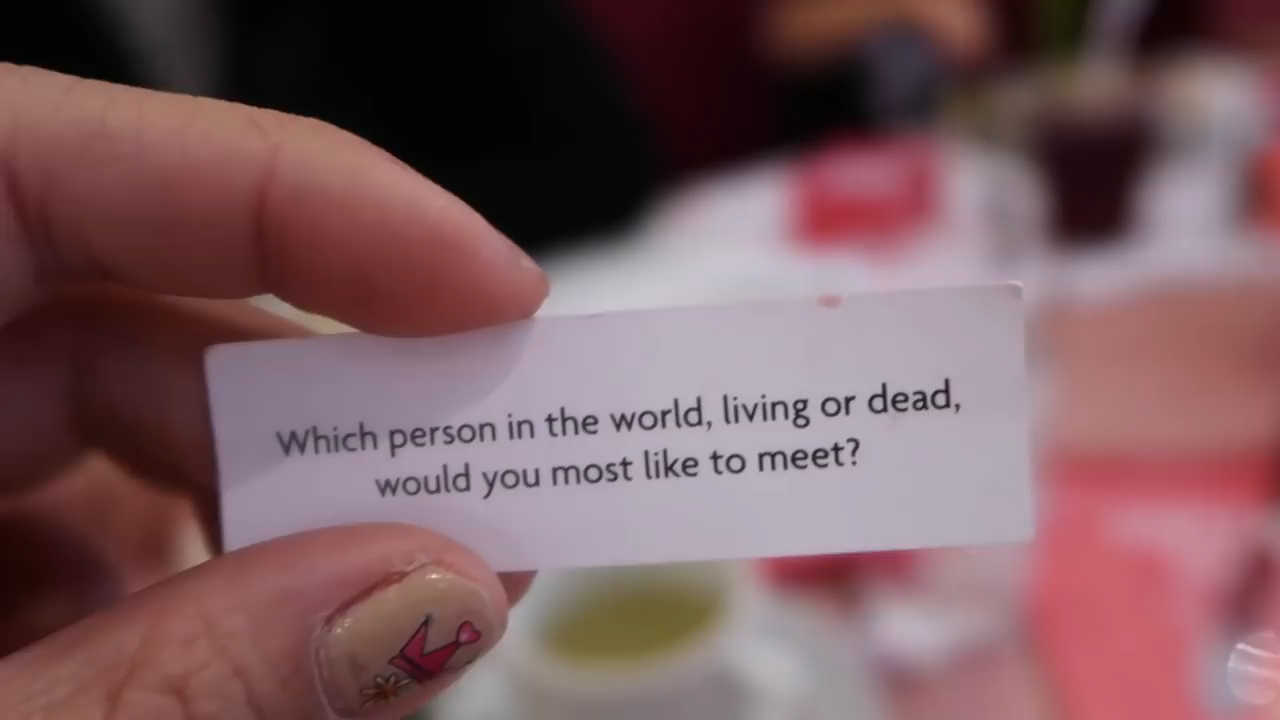 Which person in the world, living or dead,
would you most like to meet?